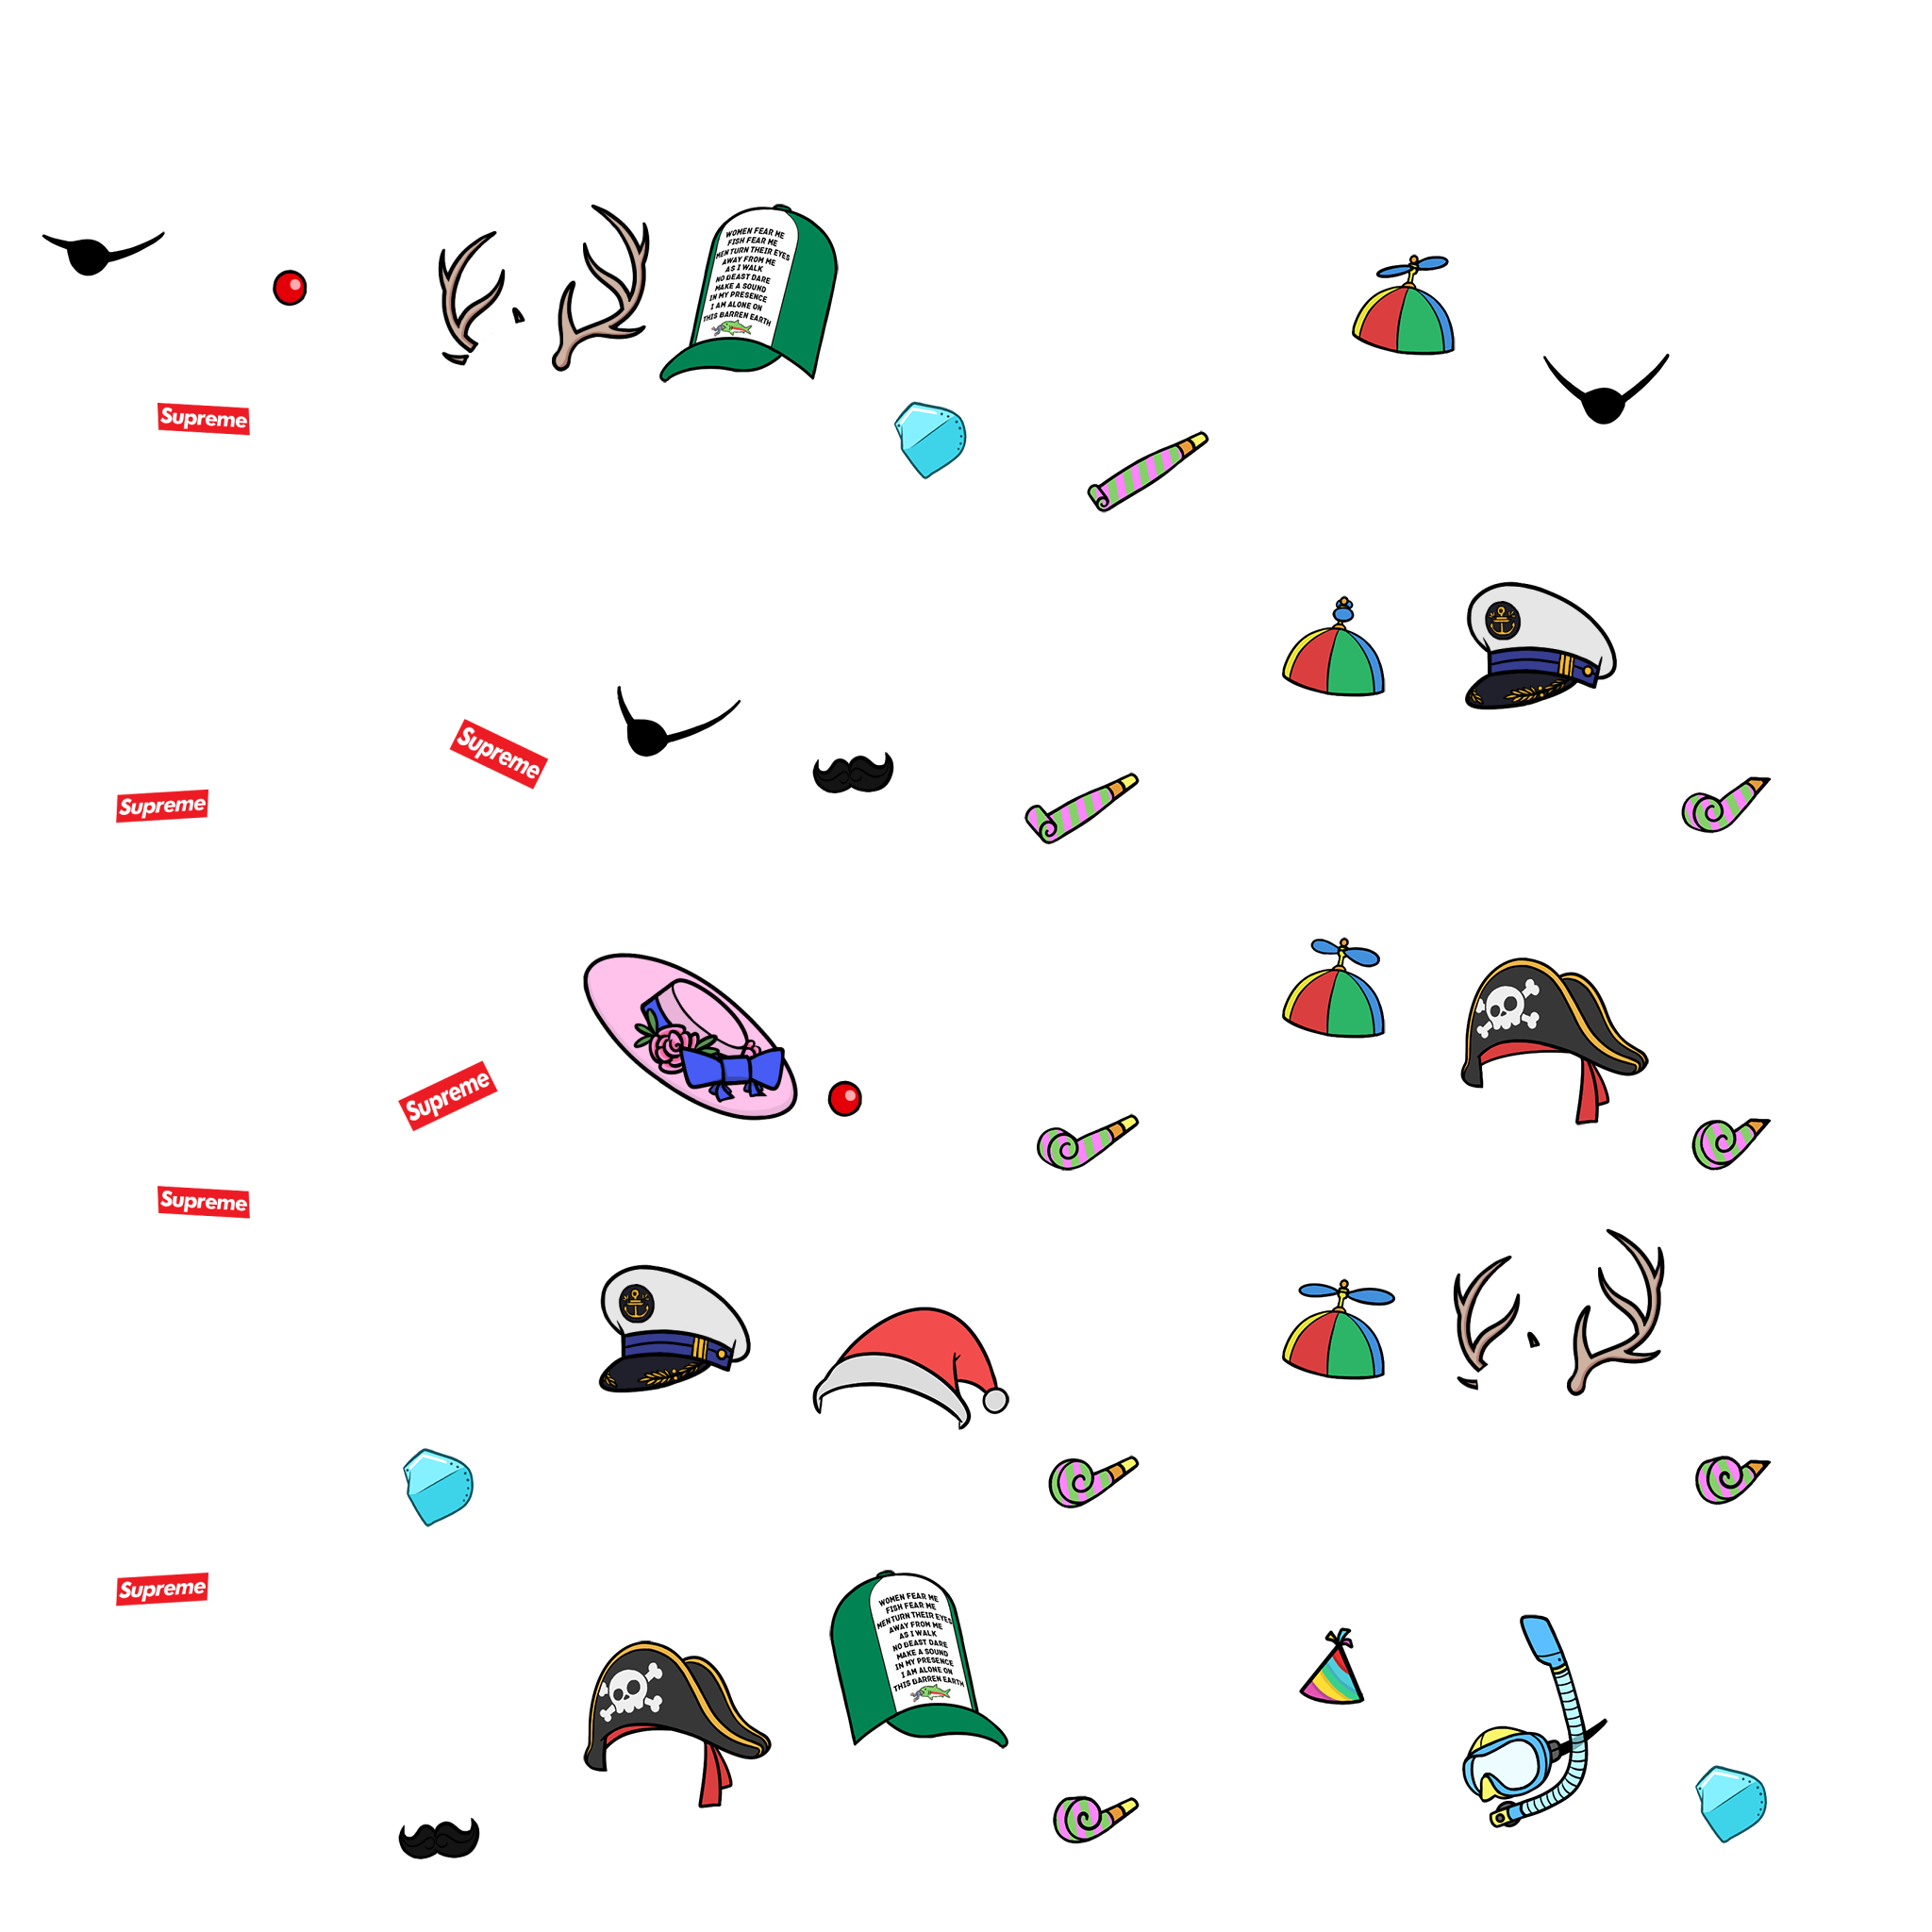 WOMEN FEAR ME
FISH FEAR ME
MEN TURN THEIR EYES
AWAY FROM ME
AS I WALK
NO BEAST DARE
MAKE A SOUND
IN MY PRESENCE
I AM ALONE ON
THIS BARREN EARTH
Supreme
Supreme
Supreme
Supreme
Supreme
Supreme
WOMEN FEAR ME
FISH FEAR ME
MEN TURN THEIR EYES
AWAY FROM ME
AS I WALK
NO BEAST DARE
MAKE A SOUND
IN MY PRESENCE
I AM ALONE ON
THIS BARREN EARTH